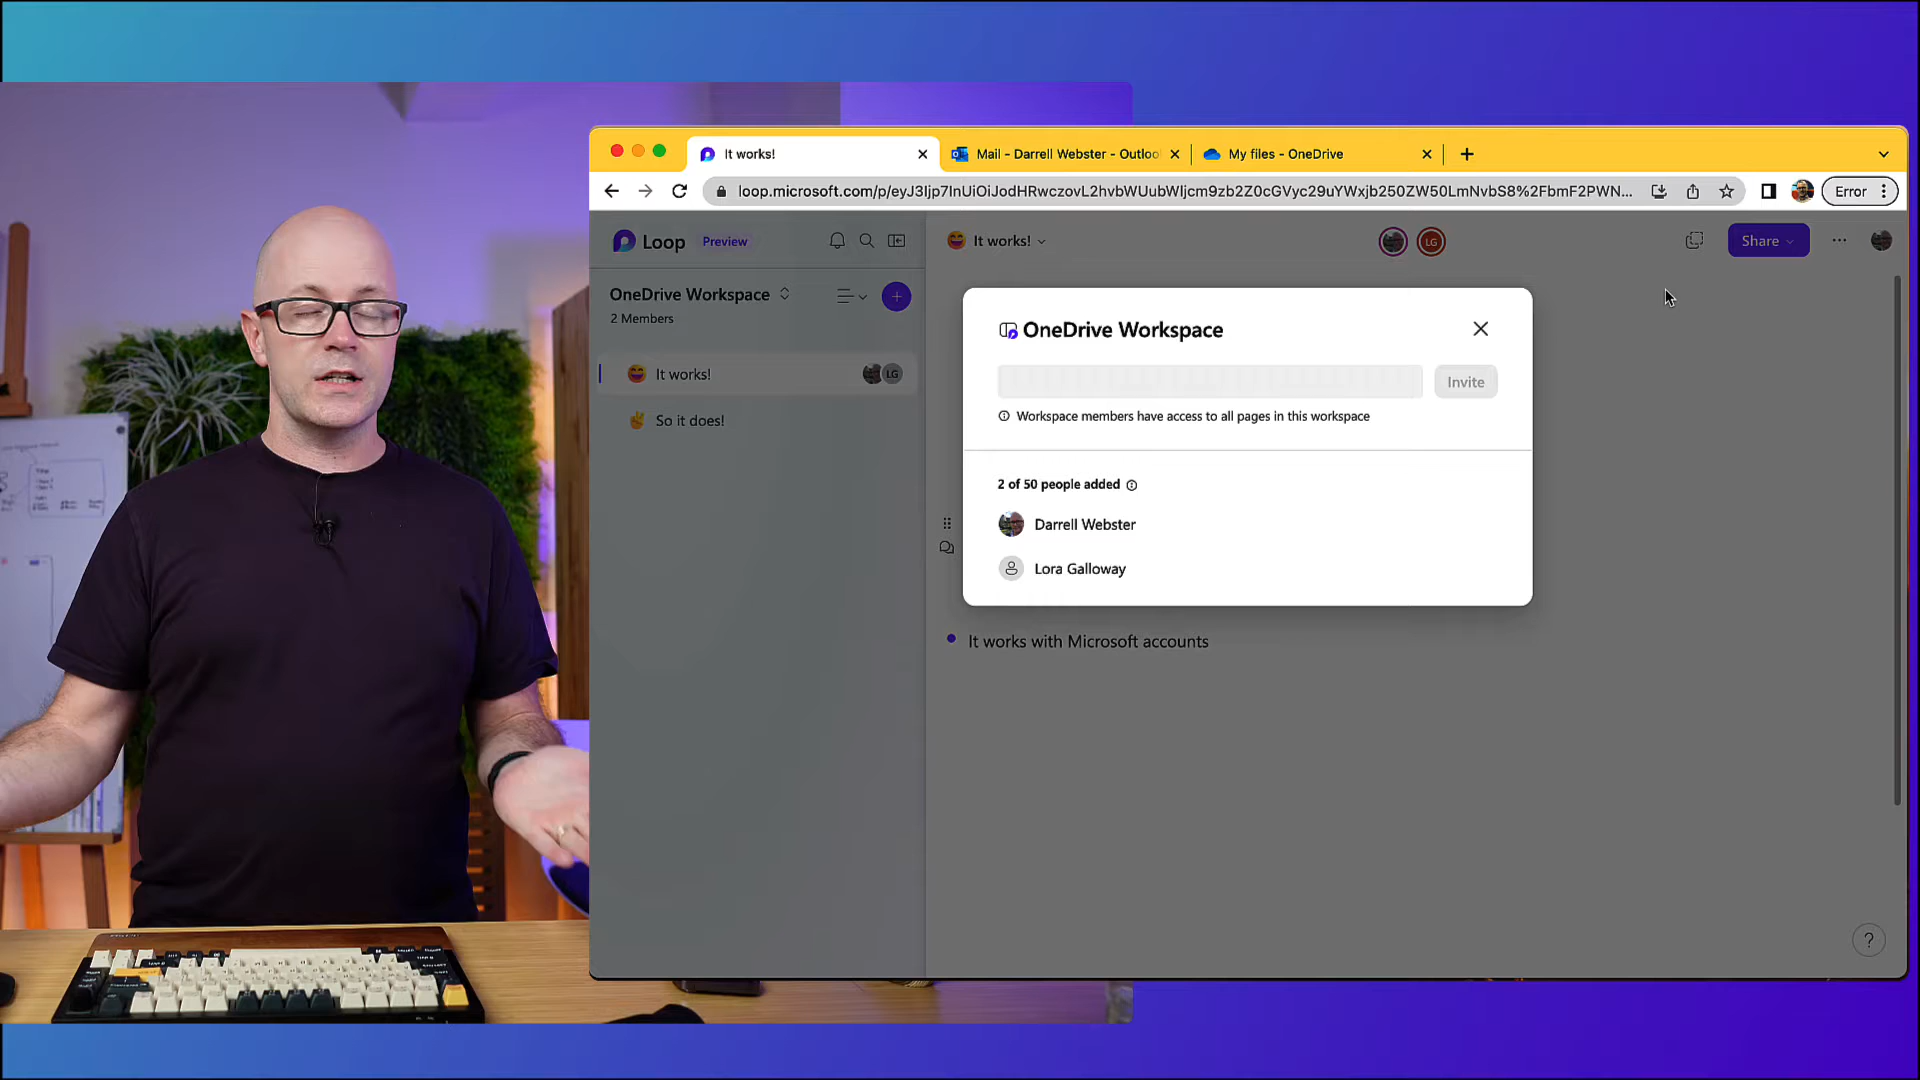 It works!
Mail - Darrell Webster - Outloo
My files - OneDrive
loop.microsoft.com/p/eyJ3Ijp7InUiOiJodHRwczovL2hvbWUubWljcm9zb2Z0cGVyc29uYWxjb250ZW50LmNvbS8%2FbmF2PWN...
Error
Loop Preview
It works!
LG
Share
OneDrive Workspace
2 Members
It works!
LG
So it does!
OneDrive Workspace
Invite
Workspace members have access to all pages in this workspace
2 of 50 people added
Darrell Webster
Lora Galloway
It works with Microsoft accounts
?